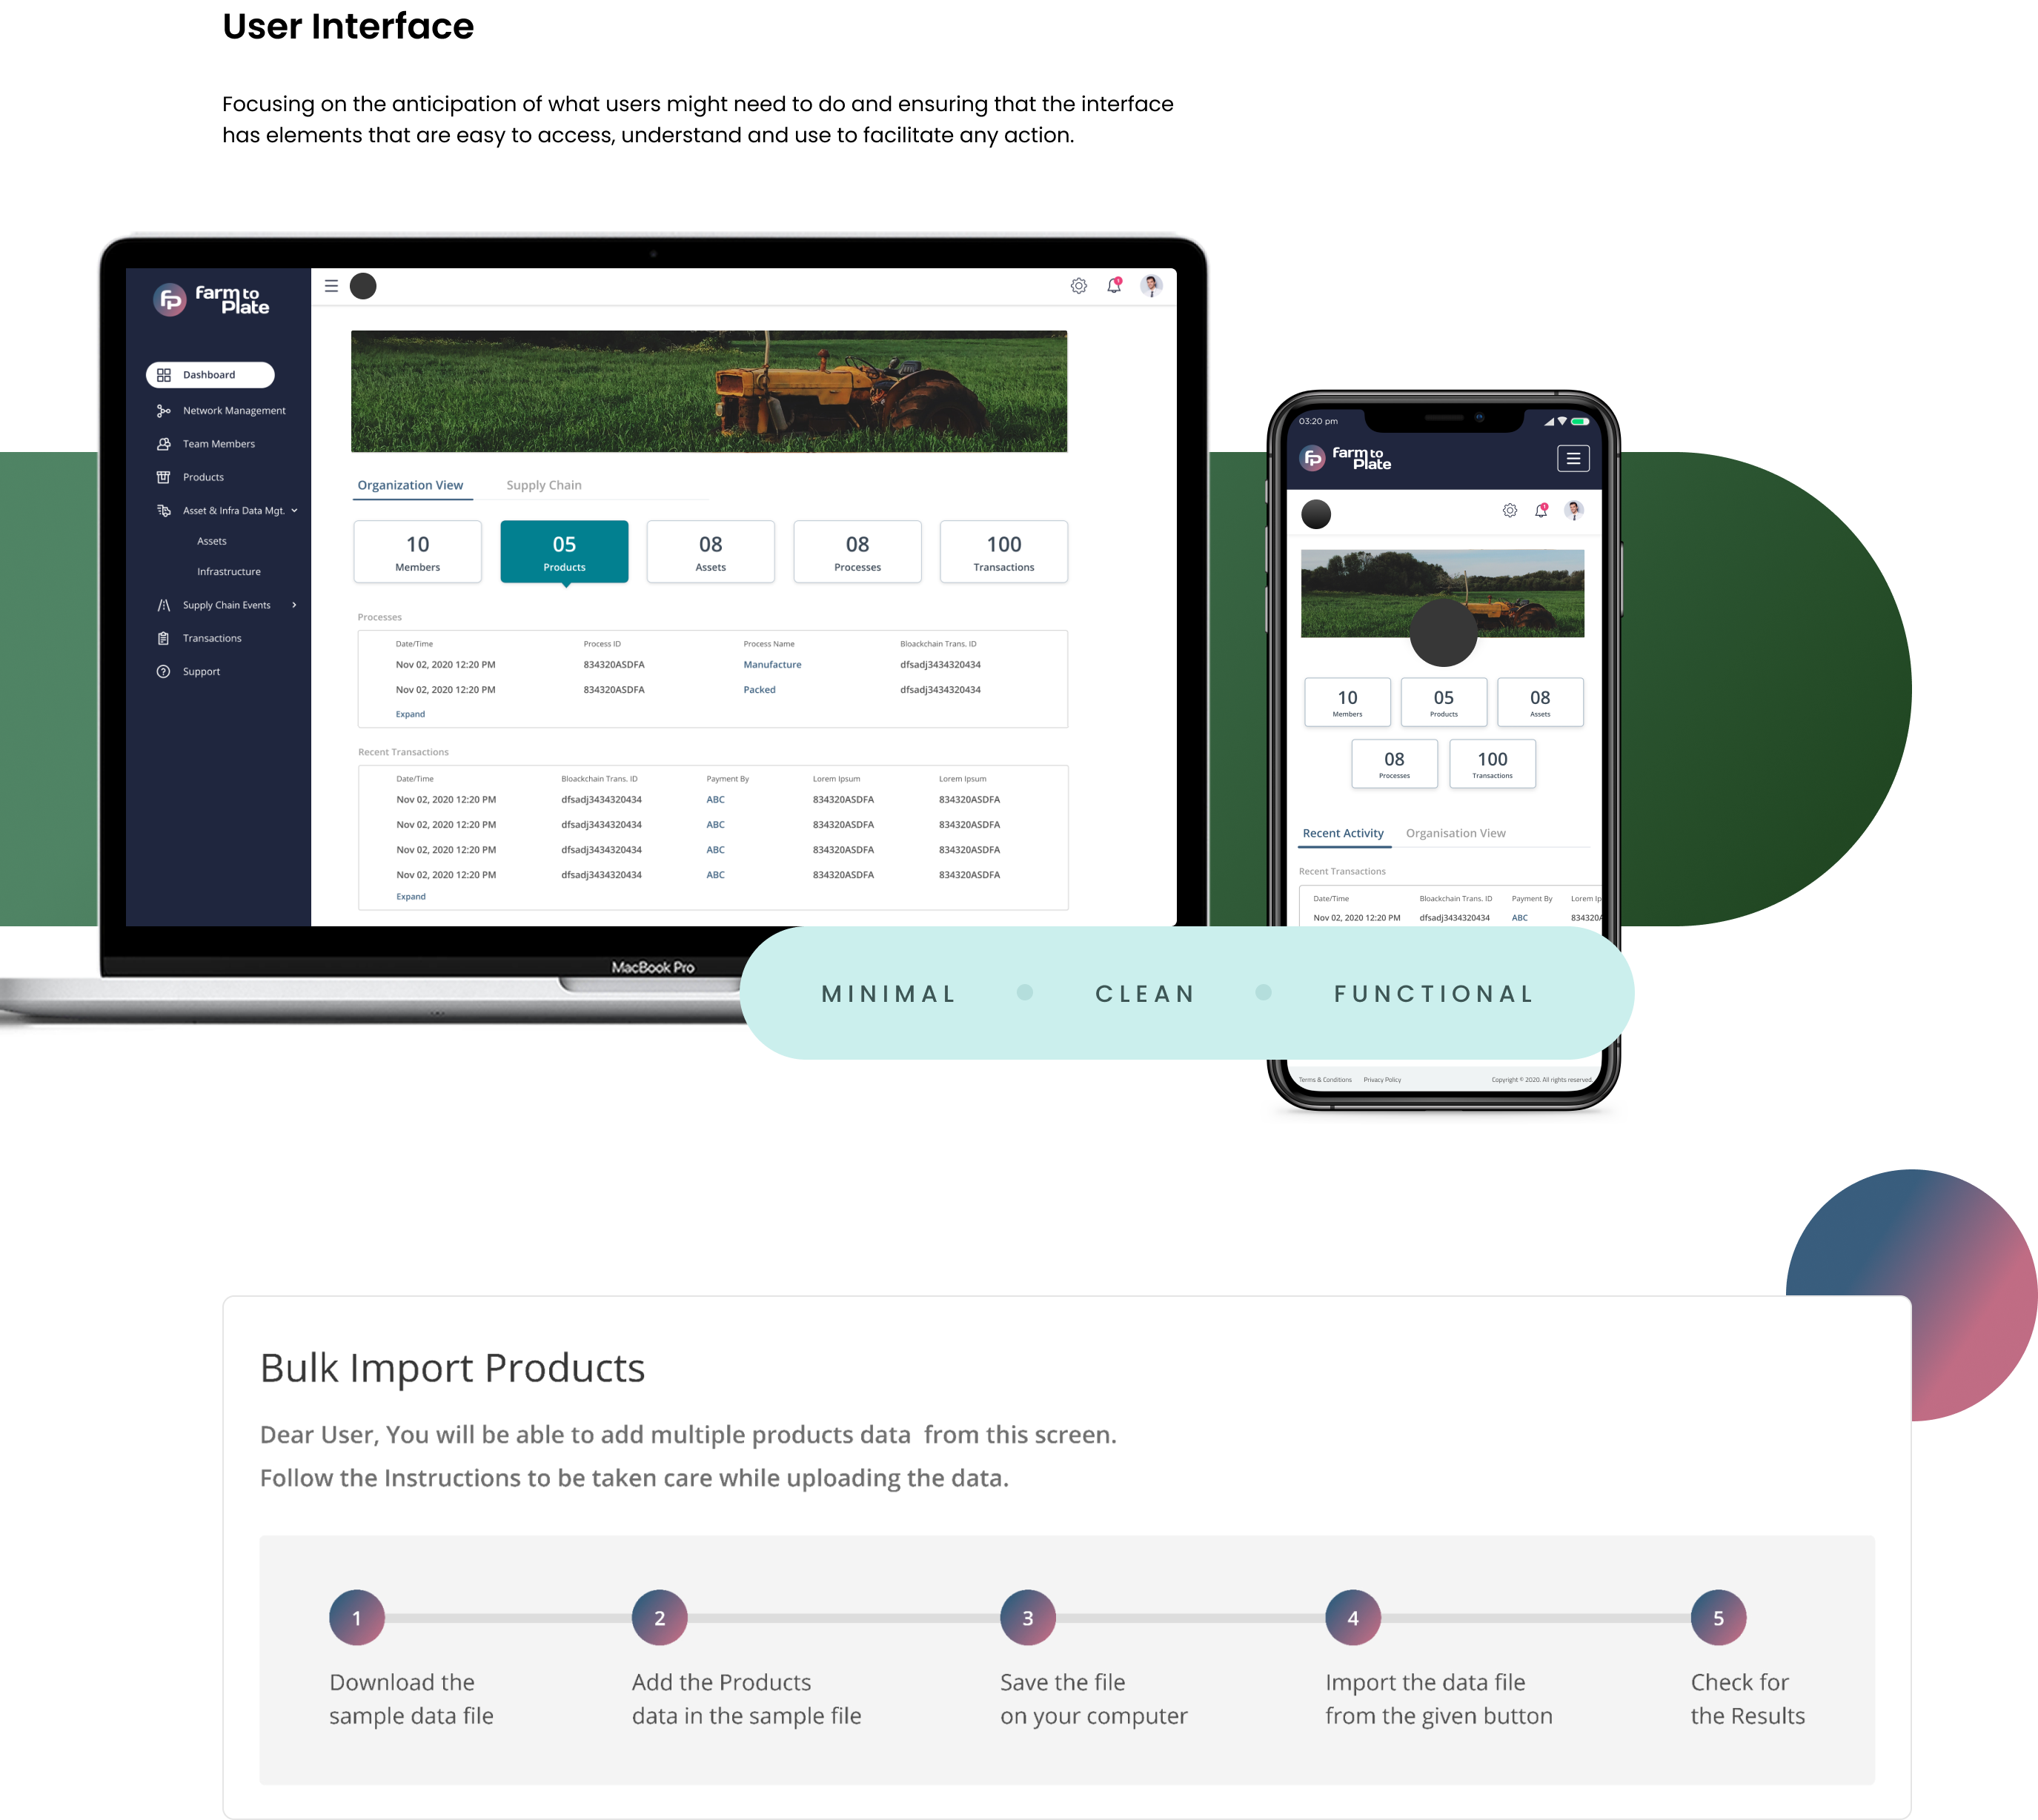 User Interface
Focusing on the anticipation of what users might need to do and ensuring that the interface
has elements that are easy to access, understand and use to facilitate any action.
fp farm to
Plate
Dashboard
Network Management
Team Members
Products
Asset & Infra Data Mgt.
Assets
Infrastructure
Supply Chain Events
Transactions
Support
1
Organization View Supply Chain
10 05 08 08 100
Members Products Assets Processes Transactions
Processes
Date/Time Process ID Process Name Bloackchain Trans. ID
Nov 02, 2020 12:20 PM 834320ASDFA Manufacture dfsadj3434320434
Nov 02, 2020 12:20 PM 834320ASDFA Packed dfsadj3434320434
Expand
Recent Transactions
Date/Time Bloackchain Trans. ID Payment By Lorem Ipsum Lorem Ipsum
Nov 02, 2020 12:20 PM dfsadj3434320434 ABC 834320ASDFA 834320ASDFA
Nov 02, 2020 12:20 PM dfsadj3434320434 ABC 834320ASDFA 834320ASDFA
Nov 02, 2020 12:20 PM dfsadj3434320434 ABC 834320ASDFA 834320ASDFA
Nov 02, 2020 12:20 PM dfsadj3434320434 ABC 834320ASDFA 834320ASDFA
Expand
MacBook Pro
03:20 pm
fp farm to
Plate
1
10 05 08
Members Products Assets
08 100
Processes Transactions
Recent Activity Organisation View
Recent Transactions
Date/Time Bloackchain Trans. ID Payment By Lorem Ip
Nov 02, 2020 12:20 PM dfsadj3434320434 ABC 834320A
MINIMAL CLEAN FUNCTIONAL
Terms & Conditions Privacy Policy Copyright © 2020. All rights reserved
Bulk Import Products
Dear User, You will be able to add multiple products data from this screen.
Follow the Instructions to be taken care while uploading the data.
1 2 3 4 5
Download the Add the Products Save the file Import the data file Check for
sample data file data in the sample file on your computer from the given button the Results